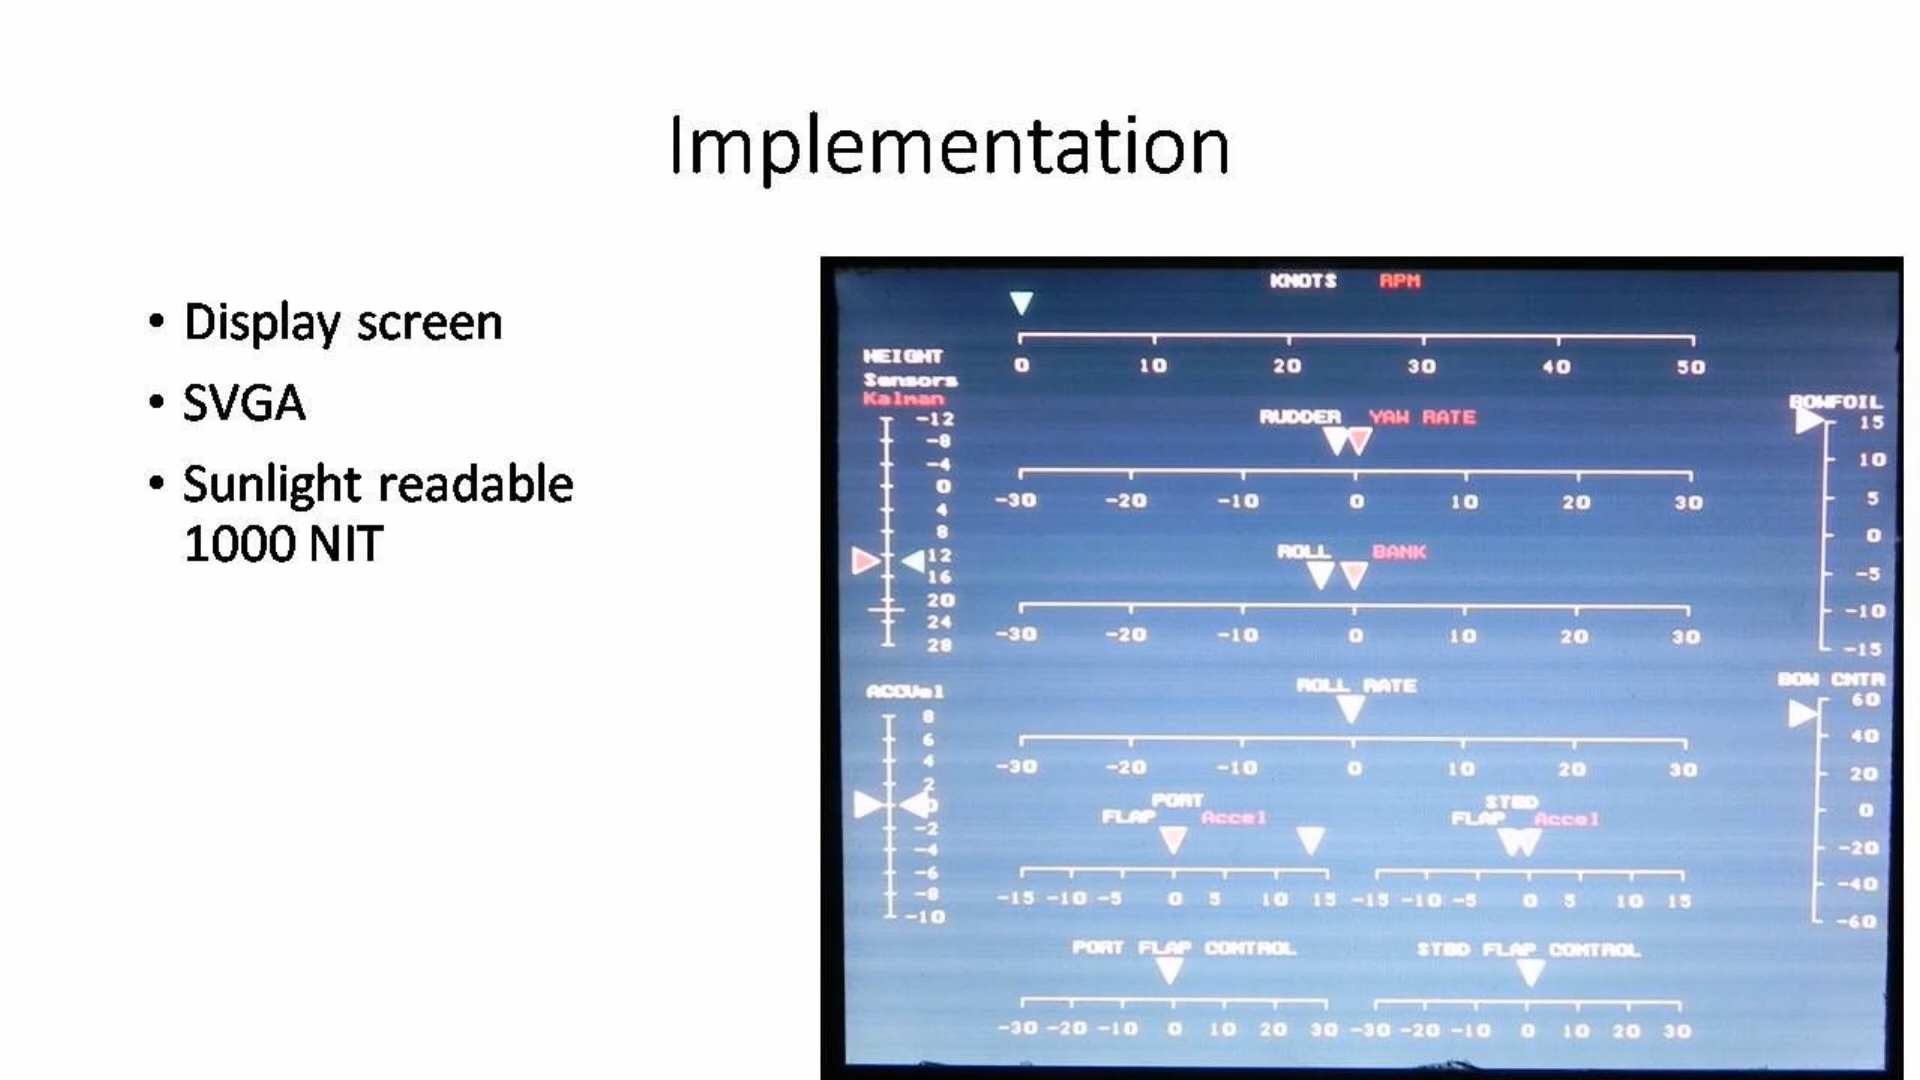 Implementation
• Display screen
• SVGA
• Sunlight readable
1000 NIT
KNOTS RPM
0 10 20 30 40 50
HEIGHT
Sensors
Kalman
-12
-8
-4
0
4
8
12
16
20
24
28
RUDDER YAW RATE
-30 -20 -10 0 10 20 30
ROLL BANK
-30 -20 -10 0 10 20 30
BOWFOIL
15
10
5
0
-5
-10
-15
ACCVel
8
6
4
2
0
-2
-4
-6
-8
-10
ROLL RATE
-30 -20 -10 0 10 20 30
BOW CNTR
60
40
20
0
-20
-40
-60
PORT
FLAP Accel
-15 -10 -5 0 5 10 15
STBD
FLAP Accel
-15 -10 -5 0 5 10 15
PORT FLAP CONTROL
-30 -20 -10 0 10 20 30
STBD FLAP CONTROL
-30 -20 -10 0 10 20 30